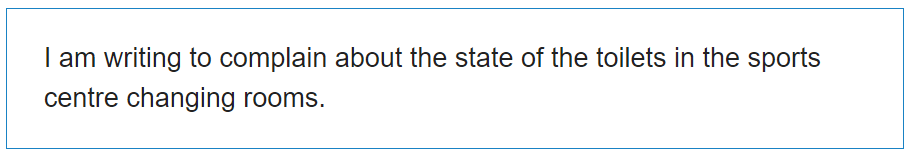 I am writing to complain about the state of the toilets in the sports
centre changing rooms.